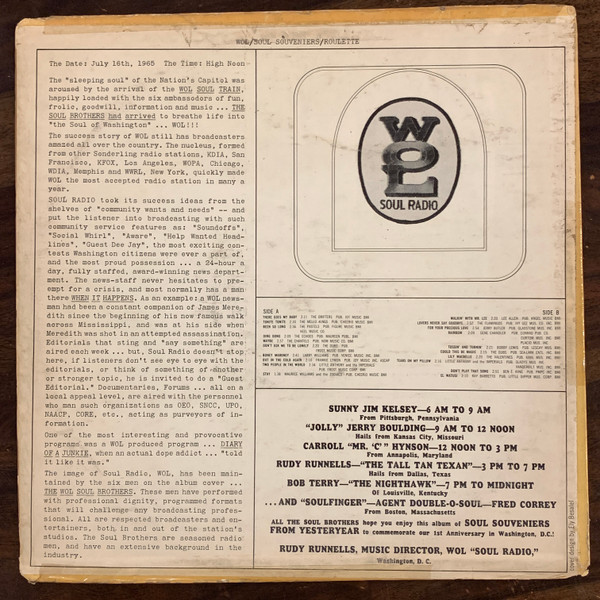 WOL/SOUL SOUVENIERS/ROULETTE
The Date: July 16th, 1965 The Time: High Noon
The "sleeping soul" of the Nation's Capitol was
aroused by the arrival of the WOL SOUL TRAIN,
happily loaded with the six ambassadors of fun,
frolic, goodwill, information and music ... THE
SOUL BROTHERS had arrived to breathe life into
"the Soul of Washington" ... WOL!!!
The success story of WOL still has broadcasters
amazed all over the country. The nucleus, formed
from other Sonderling radio stations, KDIA, San
Francisco, KFOX, Los Angeles, WOPA, Chicago,
WDIA, Memphis and WWRL, New York, quickly made
WOL the most accepted radio station in many a
year.
SOUL RADIO took its success ideas from the
shelves of "community wants and needs" -- and
put the listener into broadcasting with such
community service features as: "Soundoffs",
"Social Whirl", "Aware", "Help Wanted Head-
lines", "Guest Dee Jay", the most exciting con-
tests Washington citizens were ever a part of,
and the most proud possession ... a 24-hour a
day, fully staffed, award-winning news depart-
ment. The news-staff never hesitates to pre-
empt for a crisis, and most normally has a man
there WHEN IT HAPPENS. As an example: a WOL news-
man had been a constant companion of James Mere-
dith since the beginning of his now famous walk
across Mississippi, and was at his side when
Meredith was shot in an attempted assassination.
Editorials that sting and "say something" are
aired each week ... but, Soul Radio doesn't stop
here, if listeners don't see eye to eye with the
editorials, or think of something of another
or stronger topic, he is invited to do a "Guest
Editorial." Documentaries, Forums ... all on a
local appeal level, are aired with the personnel
who man such organizations as OEO, SNCC, UPO,
NAACP, CORE, etc., acting as purveyors of in-
formation.
One of the most interesting and provocative
programs was a WOL produced program ... DIARY
OF A JUNKIE, when an actual dope addict ... "told
it like it was."
The image of Soul Radio, WOL, has been main-
tained by the six men on the album cover ...
THE WOL SOUL BROTHERS. These men have performed
with professional dignity, programmed formats
that will challenge any broadcasting profes-
sional. All are respected broadcasters and en-
tertainers, both in and out of the station's
studios. The Soul Brothers are seasoned radio
men, and have an extensive background in the
industry.
WOL
SOUL RADIO
SIDE A
SIDE B
SUNNY JIM KELSEY—6 AM TO 9 AM
From Pittsburgh, Pennsylvania
"JOLLY" JERRY BOULDING—9 AM TO 12 NOON
Hails from Kansas City, Missouri
CARROLL "MR. 'C'" HYNSON—12 NOON TO 3 PM
From Annapolis, Maryland
RUDY RUNNELLS—"THE TALL TAN TEXAN"—3 PM TO 7 PM
Hails from Dallas, Texas
BOB TERRY—"THE NIGHTHAWK"—7 PM TO MIDNIGHT
Of Louisville, Kentucky
...AND "SOULFINGER"—AGENT DOUBLE-O-SOUL—FRED CORREY
From Boston, Massachusetts
ALL THE SOUL BROTHERS hope you enjoy this album of SOUL SOUVENIERS
FROM YESTERYEAR to commemorate our 1st Anniversary in Washington, D.C.!
RUDY RUNNELLS, MUSIC DIRECTOR, WOL "SOUL RADIO,"
Washington, D. C.